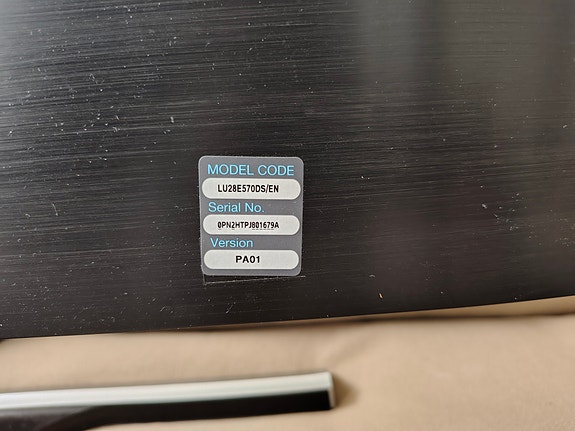 MODEL CODE
LU28E570DS/EN
Serial No.
0PN2HTPJ801679A
Version
PA01